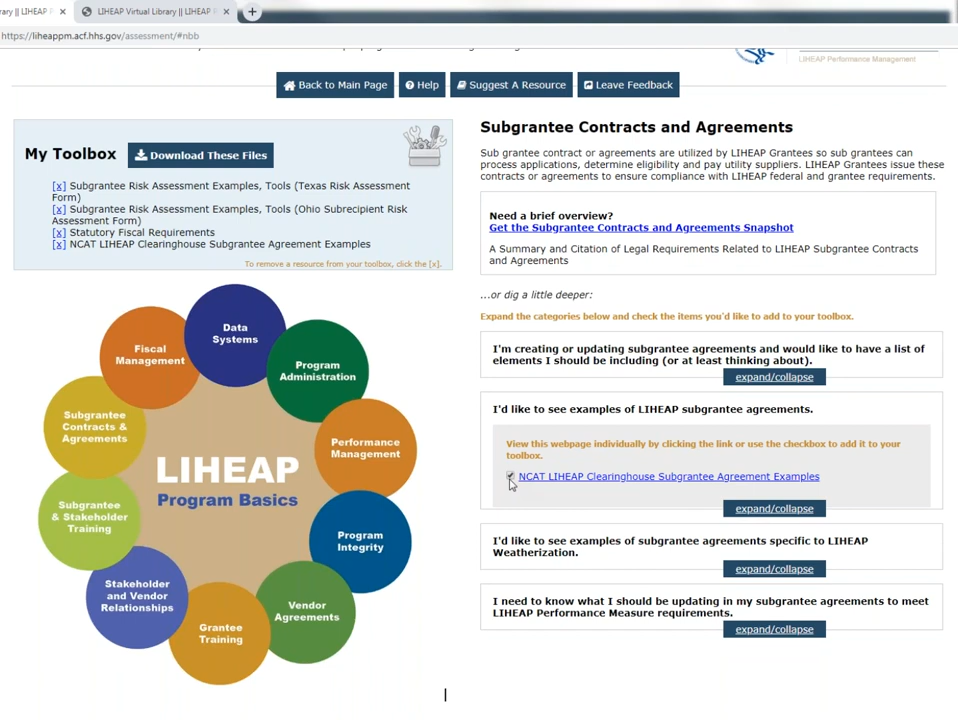 rary || LIHEAP P
LIHEAP Virtual Library || LIHEAP P
https://liheappm.acf.hhs.gov/assessment/#nbb
LIHEAP Performance Management
Back to Main Page
Help
Suggest A Resource
Leave Feedback
My Toolbox
Download These Files
[x] Subgrantee Risk Assessment Examples, Tools (Texas Risk Assessment
Form)
[x] Subgrantee Risk Assessment Examples, Tools (Ohio Subrecipient Risk
Assessment Form)
[x] Statutory Fiscal Requirements
[x] NCAT LIHEAP Clearinghouse Subgrantee Agreement Examples
To remove a resource from your toolbox, click the [x].
Data
Systems
Program
Administration
Performance
Management
Program
Integrity
Vendor
Agreements
Grantee
Training
Stakeholder
and Vendor
Relationships
Subgrantee
& Stakeholder
Training
Subgrantee
Contracts &
Agreements
Fiscal
Management
LIHEAP
Program Basics
Subgrantee Contracts and Agreements
Sub grantee contract or agreements are utilized by LIHEAP Grantees so sub grantees can
process applications, determine eligibility and pay utility suppliers. LIHEAP Grantees issue these
contracts or agreements to ensure compliance with LIHEAP federal and grantee requirements.
Need a brief overview?
Get the Subgrantee Contracts and Agreements Snapshot
A Summary and Citation of Legal Requirements Related to LIHEAP Subgrantee Contracts
and Agreements
...or dig a little deeper:
Expand the categories below and check the items you'd like to add to your toolbox.
I'm creating or updating subgrantee agreements and would like to have a list of
elements I should be including (or at least thinking about).
expand/collapse
I'd like to see examples of LIHEAP subgrantee agreements.
View this webpage individually by clicking the link or use the checkbox to add it to your
toolbox.
NCAT LIHEAP Clearinghouse Subgrantee Agreement Examples
expand/collapse
I'd like to see examples of subgrantee agreements specific to LIHEAP
Weatherization.
expand/collapse
I need to know what I should be updating in my subgrantee agreements to meet
LIHEAP Performance Measure requirements.
expand/collapse